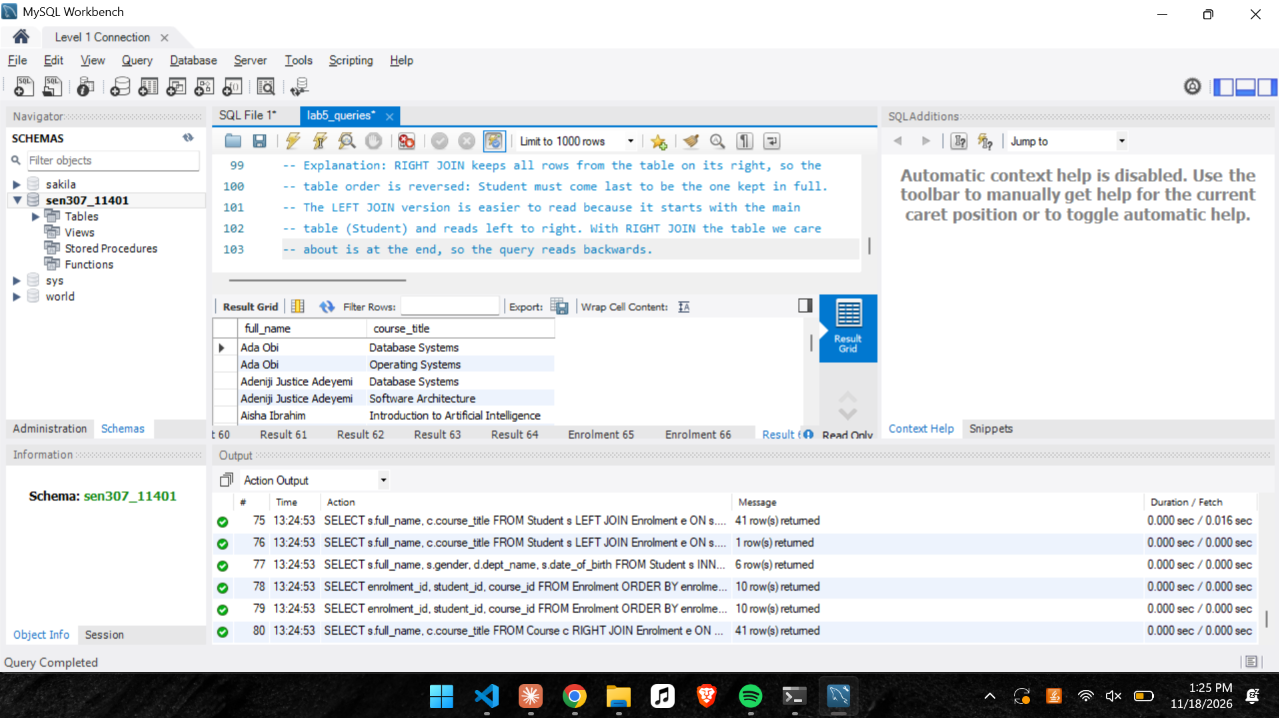 MySQL Workbench
Level 1 Connection
File Edit View Query Database Server Tools Scripting Help
Navigator
SCHEMAS
Filter objects
sakila
sen307_11401
Tables
Views
Stored Procedures
Functions
sys
world
Administration Schemas
Information
Schema: sen307_11401
Object Info Session
SQL File 1* lab5_queries*
Limit to 1000 rows
99 -- Explanation: RIGHT JOIN keeps all rows from the table on its right, so the
100 -- table order is reversed: Student must come last to be the one kept in full.
101 -- The LEFT JOIN version is easier to read because it starts with the main
102 -- table (Student) and reads left to right. With RIGHT JOIN the table we care
103 -- about is at the end, so the query reads backwards.
Result Grid Filter Rows: Export: Wrap Cell Content:
full_name course_title
Ada Obi Database Systems
Ada Obi Operating Systems
Adeniji Justice Adeyemi Database Systems
Adeniji Justice Adeyemi Software Architecture
Aisha Ibrahim Introduction to Artificial Intelligence
Result Grid
t 60 Result 61 Result 62 Result 63 Result 64 Enrolment 65 Enrolment 66 Result 6 Read Only
SQLAdditions
Jump to
Automatic context help is disabled. Use the
toolbar to manually get help for the current
caret position or to toggle automatic help.
Context Help Snippets
Output
Action Output
# Time Action Message Duration / Fetch
75 13:24:53 SELECT s.full_name, c.course_title FROM Student s LEFT JOIN Enrolment e ON s.... 41 row(s) returned 0.000 sec / 0.016 sec
76 13:24:53 SELECT s.full_name, c.course_title FROM Student s LEFT JOIN Enrolment e ON s.... 1 row(s) returned 0.000 sec / 0.000 sec
77 13:24:53 SELECT s.full_name, s.gender, d.dept_name, s.date_of_birth FROM Student s INN... 6 row(s) returned 0.000 sec / 0.000 sec
78 13:24:53 SELECT enrolment_id, student_id, course_id FROM Enrolment ORDER BY enrolme... 10 row(s) returned 0.000 sec / 0.000 sec
79 13:24:53 SELECT enrolment_id, student_id, course_id FROM Enrolment ORDER BY enrolme... 10 row(s) returned 0.000 sec / 0.000 sec
80 13:24:53 SELECT s.full_name, c.course_title FROM Course c RIGHT JOIN Enrolment e ON ... 41 row(s) returned 0.000 sec / 0.000 sec
Query Completed
1:25 PM
11/18/2026